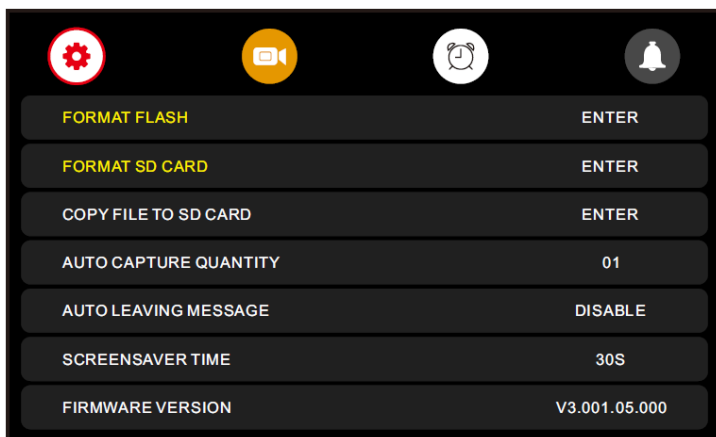 FORMAT FLASH ENTER
FORMAT SD CARD ENTER
COPY FILE TO SD CARD ENTER
AUTO CAPTURE QUANTITY 01
AUTO LEAVING MESSAGE DISABLE
SCREENSAVER TIME 30S
FIRMWARE VERSION V3.001.05.000